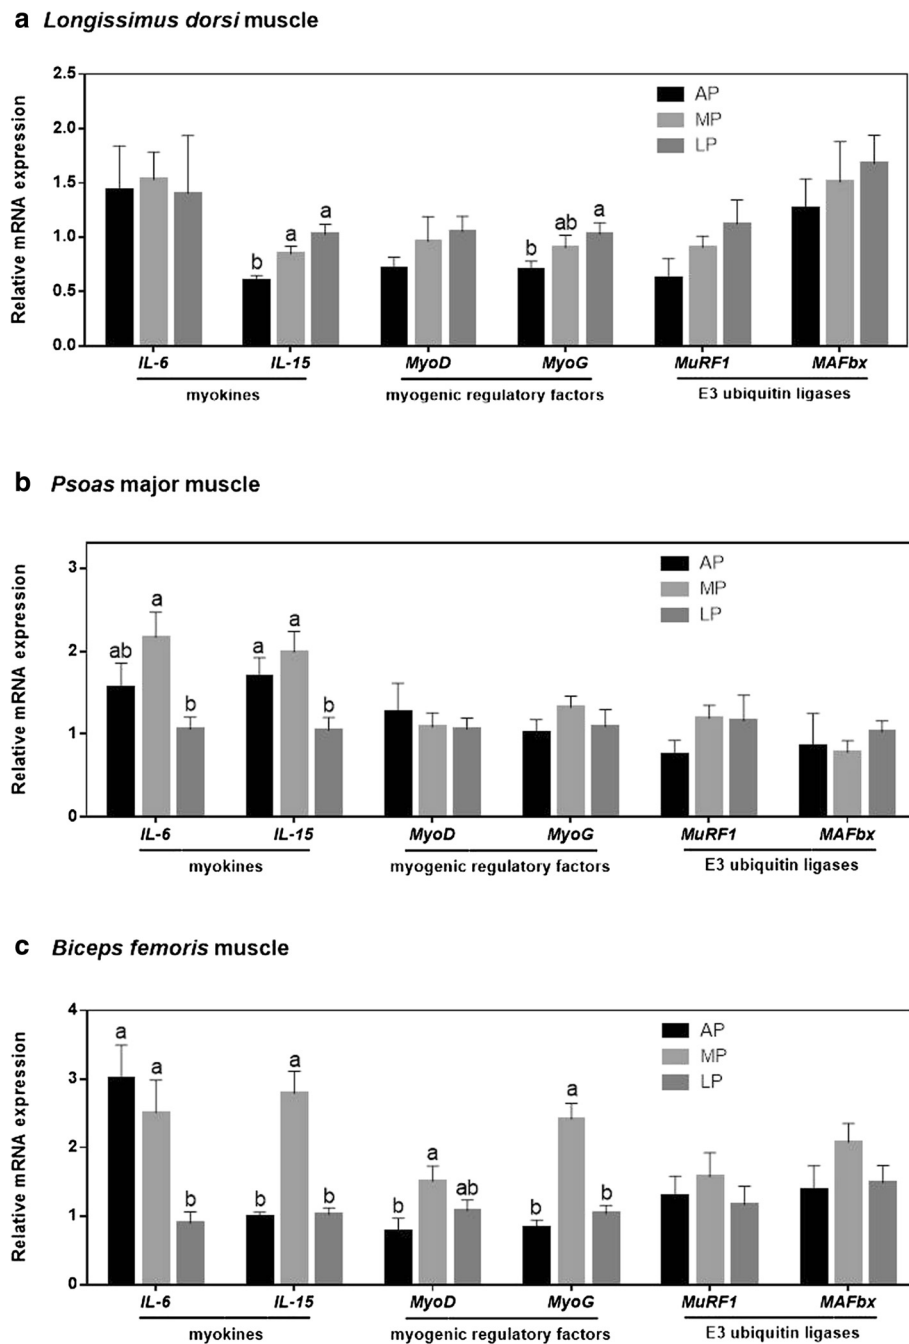 a Longissimus dorsi muscle
Relative mRNA expression
2.5
2.0
1.5
1.0
0.5
0.0
AP
MP
LP
b a a
b ab a
IL-6 IL-15 MyoD MyoG MuRF1 MAFbx
myokines myogenic regulatory factors E3 ubiquitin ligases
b Psoas major muscle
Relative mRNA expression
3
2
1
0
AP
MP
LP
ab a b
a a b
IL-6 IL-15 MyoD MyoG MuRF1 MAFbx
myokines myogenic regulatory factors E3 ubiquitin ligases
c Biceps femoris muscle
Relative mRNA expression
4
3
2
1
0
AP
MP
LP
a a b
b a b
b a ab
b a b
IL-6 IL-15 MyoD MyoG MuRF1 MAFbx
myokines myogenic regulatory factors E3 ubiquitin ligases